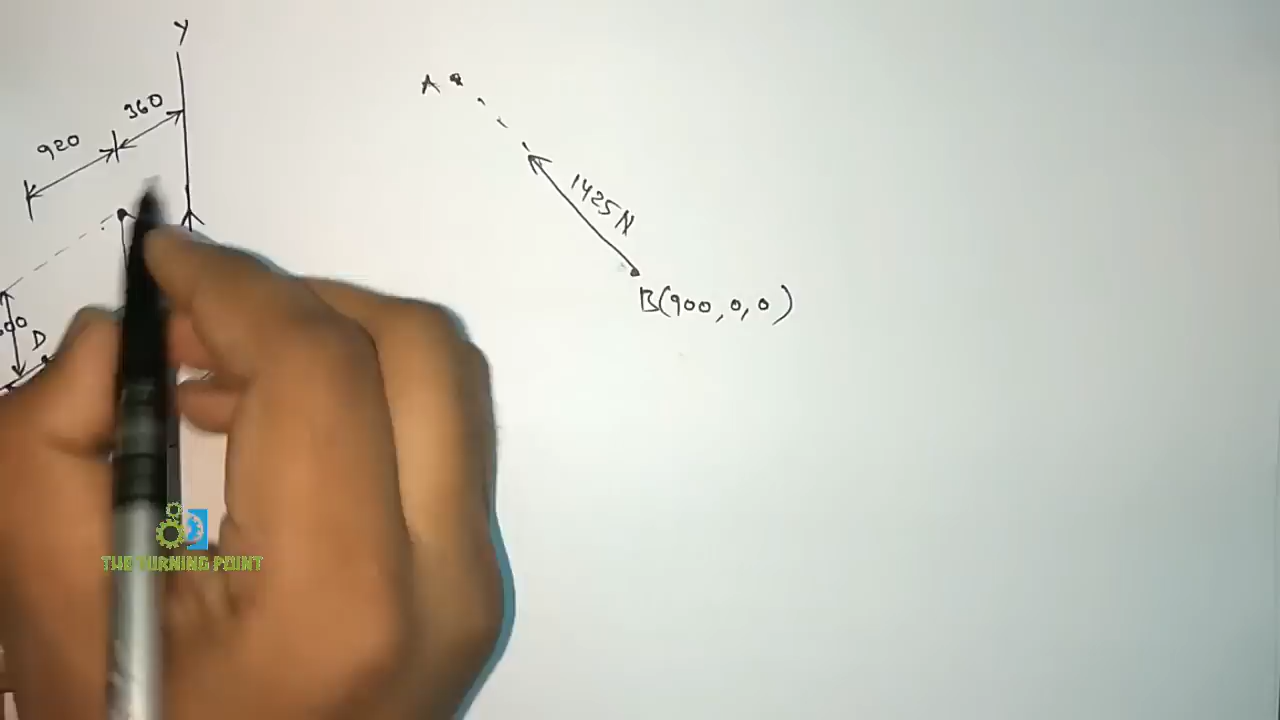 Y
360
920
A
1425 N
B(900, 0, 0)
D
THE TURNING POINT